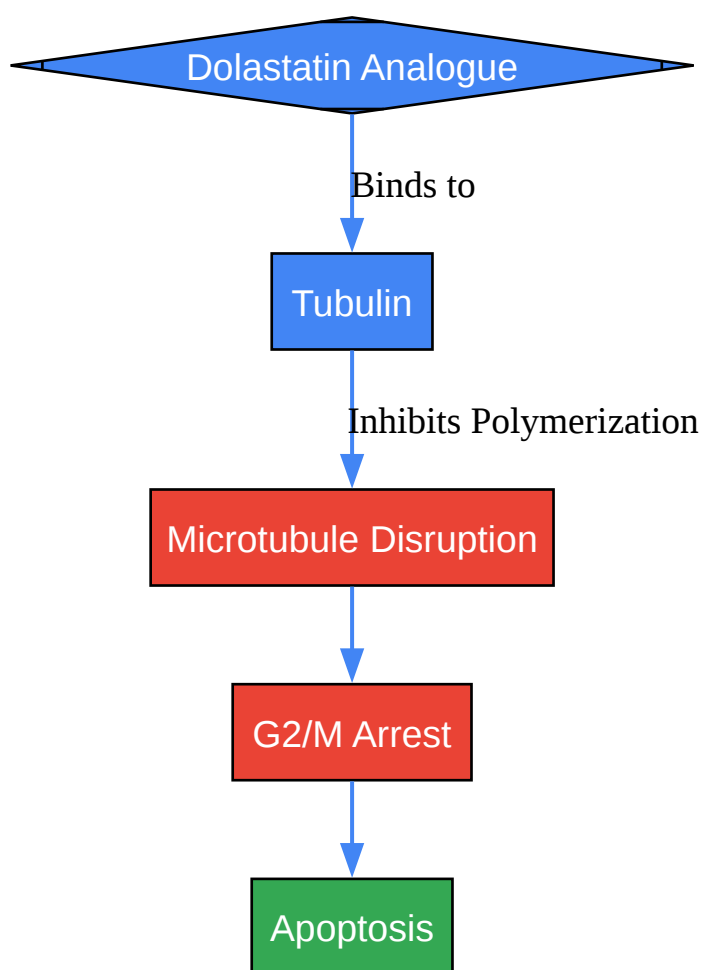 Dolastatin Analogue
Binds to
Tubulin
Inhibits Polymerization
Microtubule Disruption
G2/M Arrest
Apoptosis